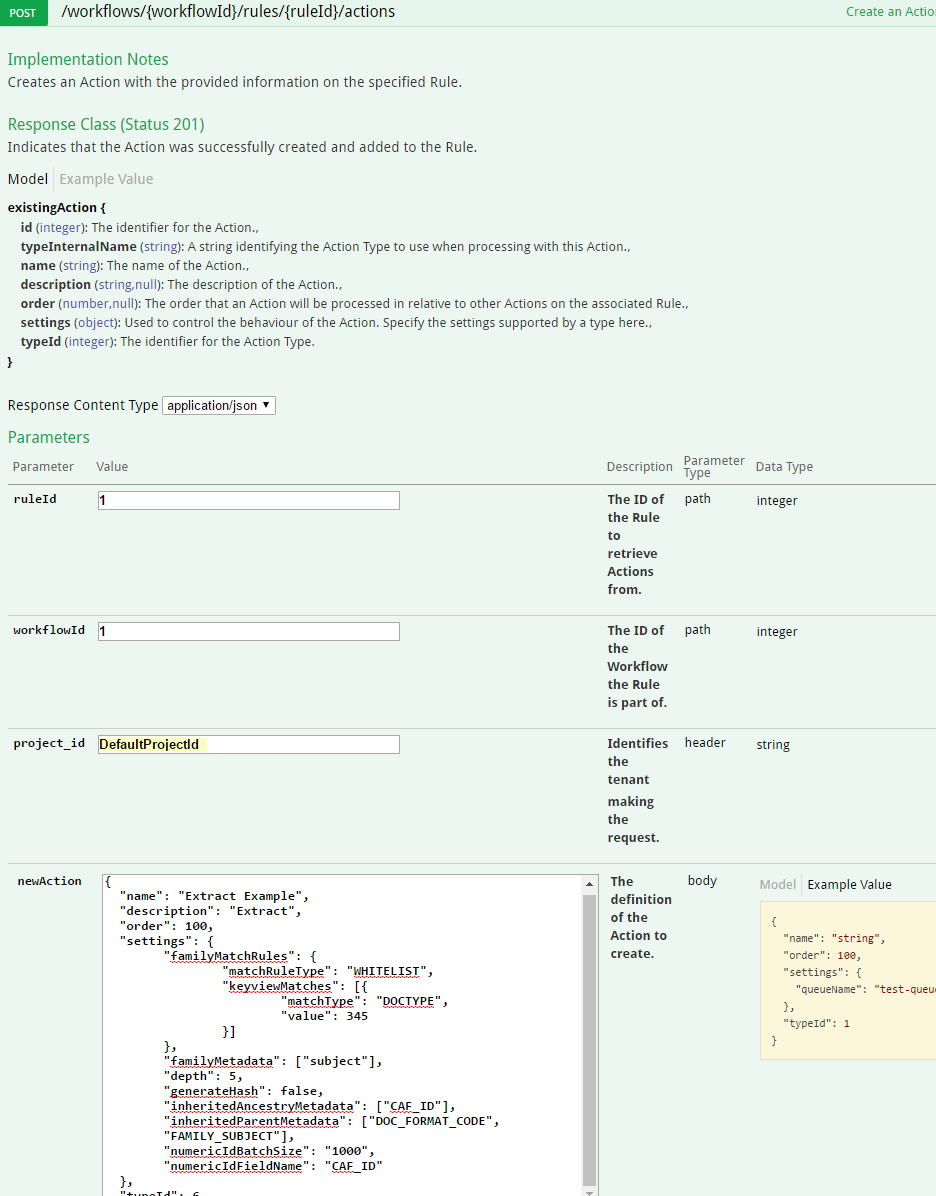 POST /workflows/{workflowId}/rules/{ruleId}/actions Create an Actio
Implementation Notes
Creates an Action with the provided information on the specified Rule.
Response Class (Status 201)
Indicates that the Action was successfully created and added to the Rule.
Model Example Value
existingAction {
id (integer): The identifier for the Action.,
typeInternalName (string): A string identifying the Action Type to use when processing with this Action.,
name (string): The name of the Action.,
description (string,null): The description of the Action.,
order (number,null): The order that an Action will be processed in relative to other Actions on the associated Rule.,
settings (object): Used to control the behaviour of the Action. Specify the settings supported by a type here.,
typeId (integer): The identifier for the Action Type.
}
Response Content Type application/json
Parameters
Parameter Value Description Parameter Type Data Type
ruleId 1 The ID of path integer
the Rule
to
retrieve
Actions
from.
workflowId 1 The ID of path integer
the
Workflow
the Rule
is part of.
project_id DefaultProjectId Identifies header string
the
tenant
making
the
request.
newAction
{
"name": "Extract Example",
"description": "Extract",
"order": 100,
"settings": {
"familyMatchRules": {
"matchRuleType": "WHITELIST",
"keyviewMatches": [{
"matchType": "DOCTYPE",
"value": 345
}]
},
"familyMetadata": ["subject"],
"depth": 5,
"generateHash": false,
"inheritedAncestryMetadata": ["CAF_ID"],
"inheritedParentMetadata": ["DOC_FORMAT_CODE",
"FAMILY_SUBJECT"],
"numericIdBatchSize": "1000",
"numericIdFieldName": "CAF_ID"
},
"typeId": 6
The
definition
of the
Action to
create.
body
Model Example Value
{
"name": "string",
"order": 100,
"settings": {
"queueName": "test-queue
},
"typeId": 1
}